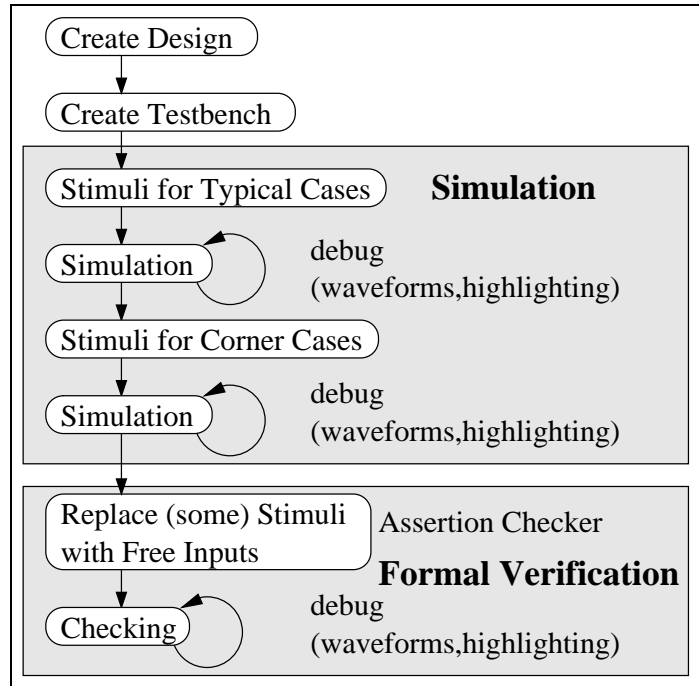 Create Design
Create Testbench
Stimuli for Typical Cases
Simulation
Simulation
debug
(waveforms,highlighting)
Stimuli for Corner Cases
Simulation
debug
(waveforms,highlighting)
Replace (some) Stimuli
with Free Inputs
Assertion Checker
Formal Verification
Checking
debug
(waveforms,highlighting)